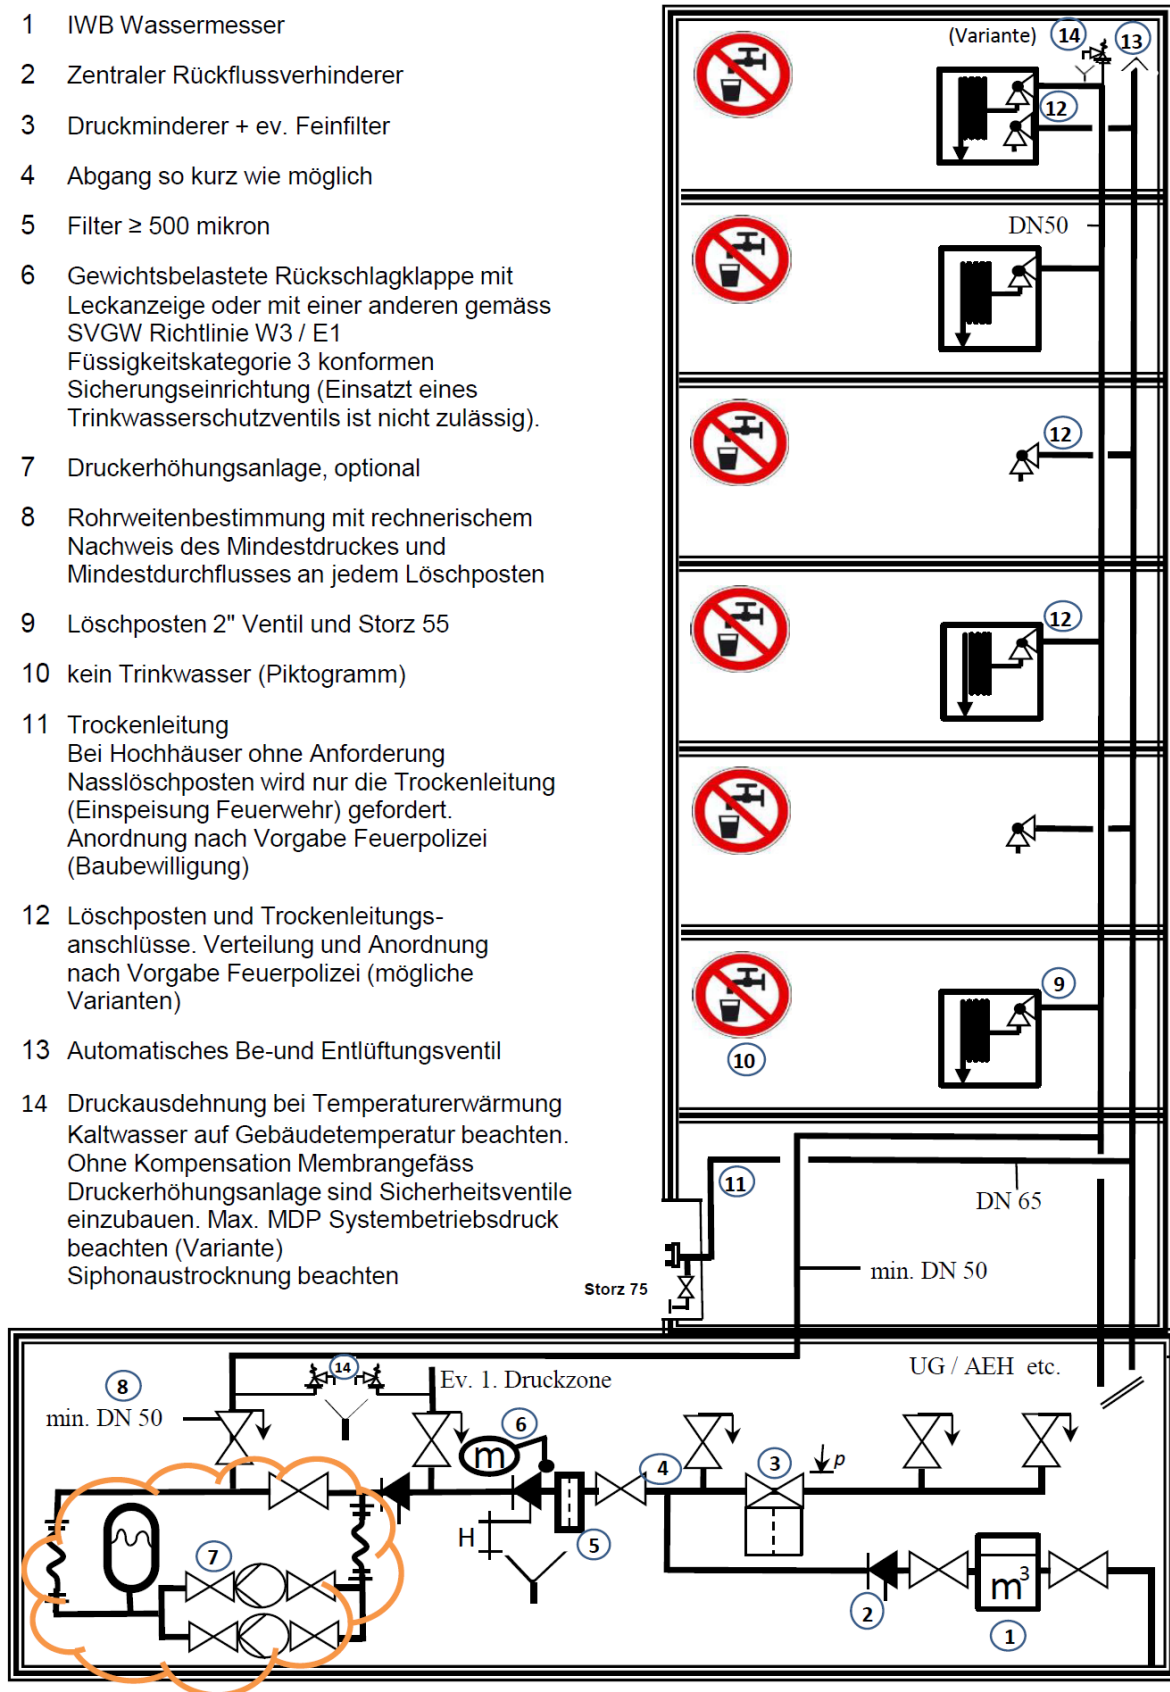 1 IWB Wassermesser
2 Zentraler Rückflussverhinderer
3 Druckminderer + ev. Feinfilter
4 Abgang so kurz wie möglich
5 Filter ≥ 500 mikron
6 Gewichtsbelastete Rückschlagklappe mit
Leckanzeige oder mit einer anderen gemäss
SVGW Richtlinie W3 / E1
Füssigkeitskategorie 3 konformen
Sicherungseinrichtung (Einsatzt eines
Trinkwasserschutzventils ist nicht zulässig).
7 Druckerhöhungsanlage, optional
8 Rohrweitenbestimmung mit rechnerischem
Nachweis des Mindestdruckes und
Mindestdurchflusses an jedem Löschposten
9 Löschposten 2" Ventil und Storz 55
10 kein Trinkwasser (Piktogramm)
11 Trockenleitung
Bei Hochhäuser ohne Anforderung
Nasslöschposten wird nur die Trockenleitung
(Einspeisung Feuerwehr) gefordert.
Anordnung nach Vorgabe Feuerpolizei
(Baubewilligung)
12 Löschposten und Trockenleitungs-
anschlüsse. Verteilung und Anordnung
nach Vorgabe Feuerpolizei (mögliche
Varianten)
13 Automatisches Be-und Entlüftungsventil
14 Druckausdehnung bei Temperaturerwärmung
Kaltwasser auf Gebäudetemperatur beachten.
Ohne Kompensation Membrangefäss
Druckerhöhungsanlage sind Sicherheitsventile
einzubauen. Max. MDP Systembetriebsdruck
beachten (Variante)
Siphonaustrocknung beachten
(Variante) 14 13
12
DN50
12
12
9
10
11
DN 65
min. DN 50
Storz 75
14
UG / AEH etc.
Ev. 1. Druckzone
8
min. DN 50
6
m
4
3
p
H
5
7
m³
2
1